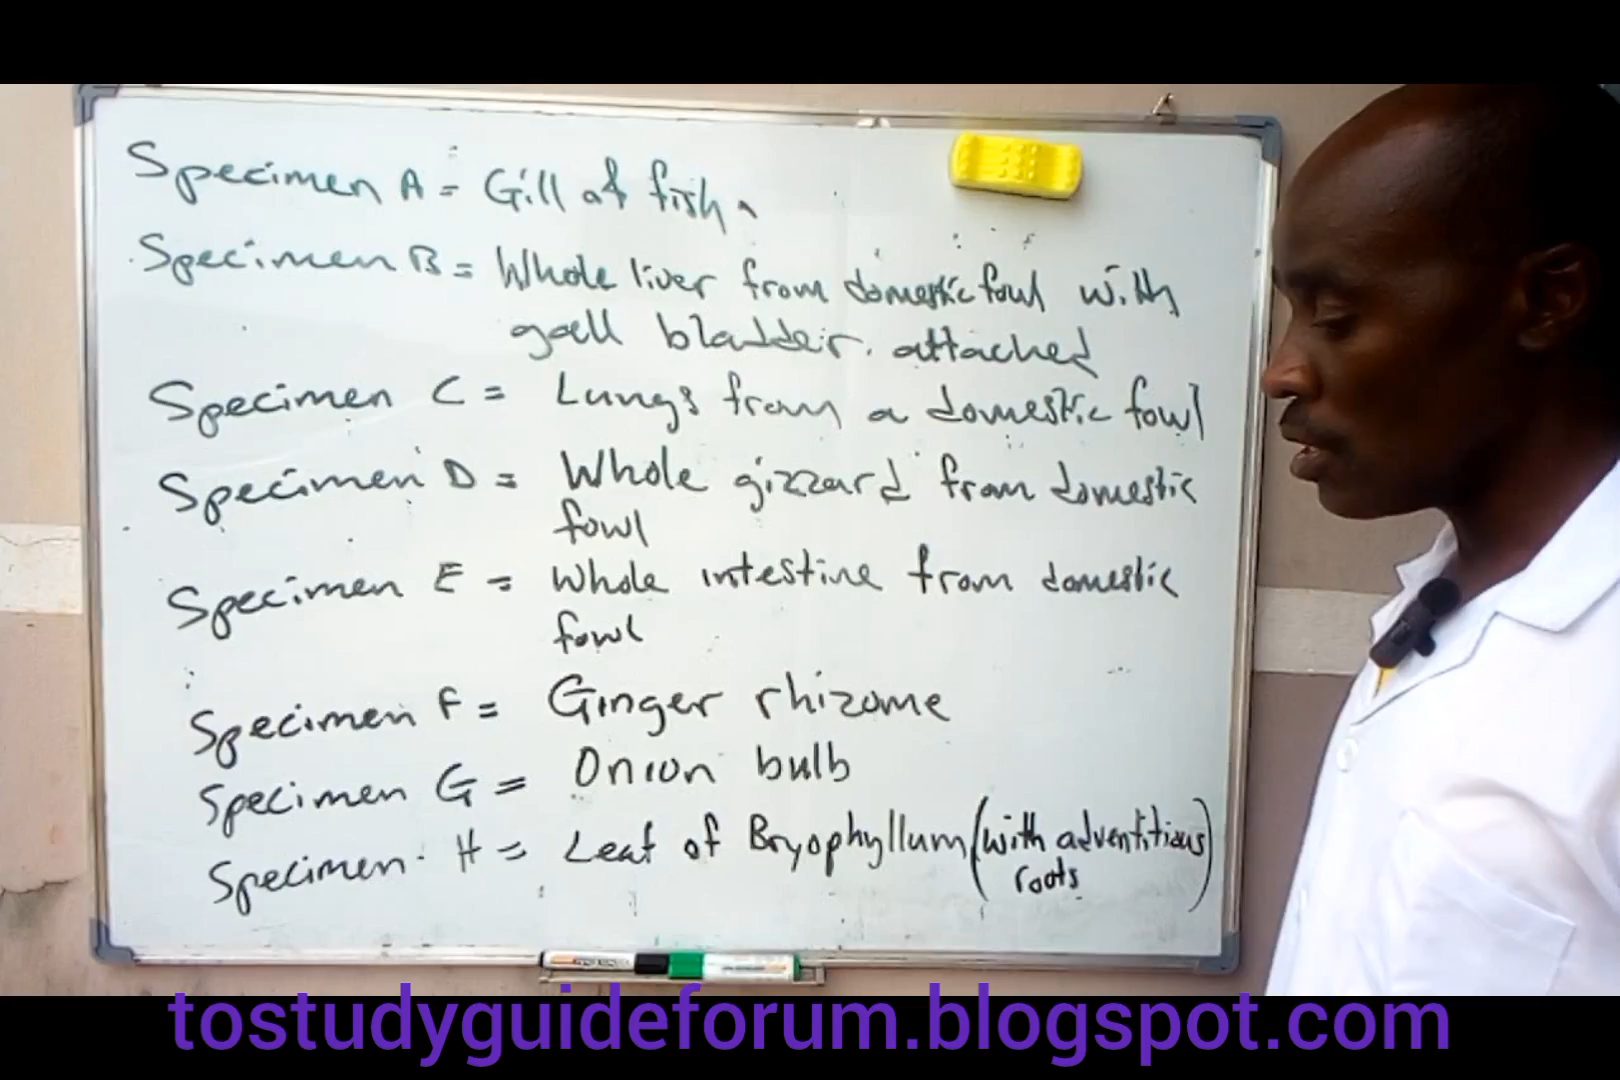 Specimen A = Gill of fish
Specimen B = Whole liver from domestic fowl with
gall bladder attached
Specimen C = Lungs from a domestic fowl
Specimen D = Whole gizzard from domestic
fowl
Specimen E = Whole intestine from domestic
fowl
Specimen F = Ginger rhizome
Specimen G = Onion bulb
Specimen H = Leaf of Bryophyllum (with adventitious
roots)
tostudyguideforum.blogspot.com